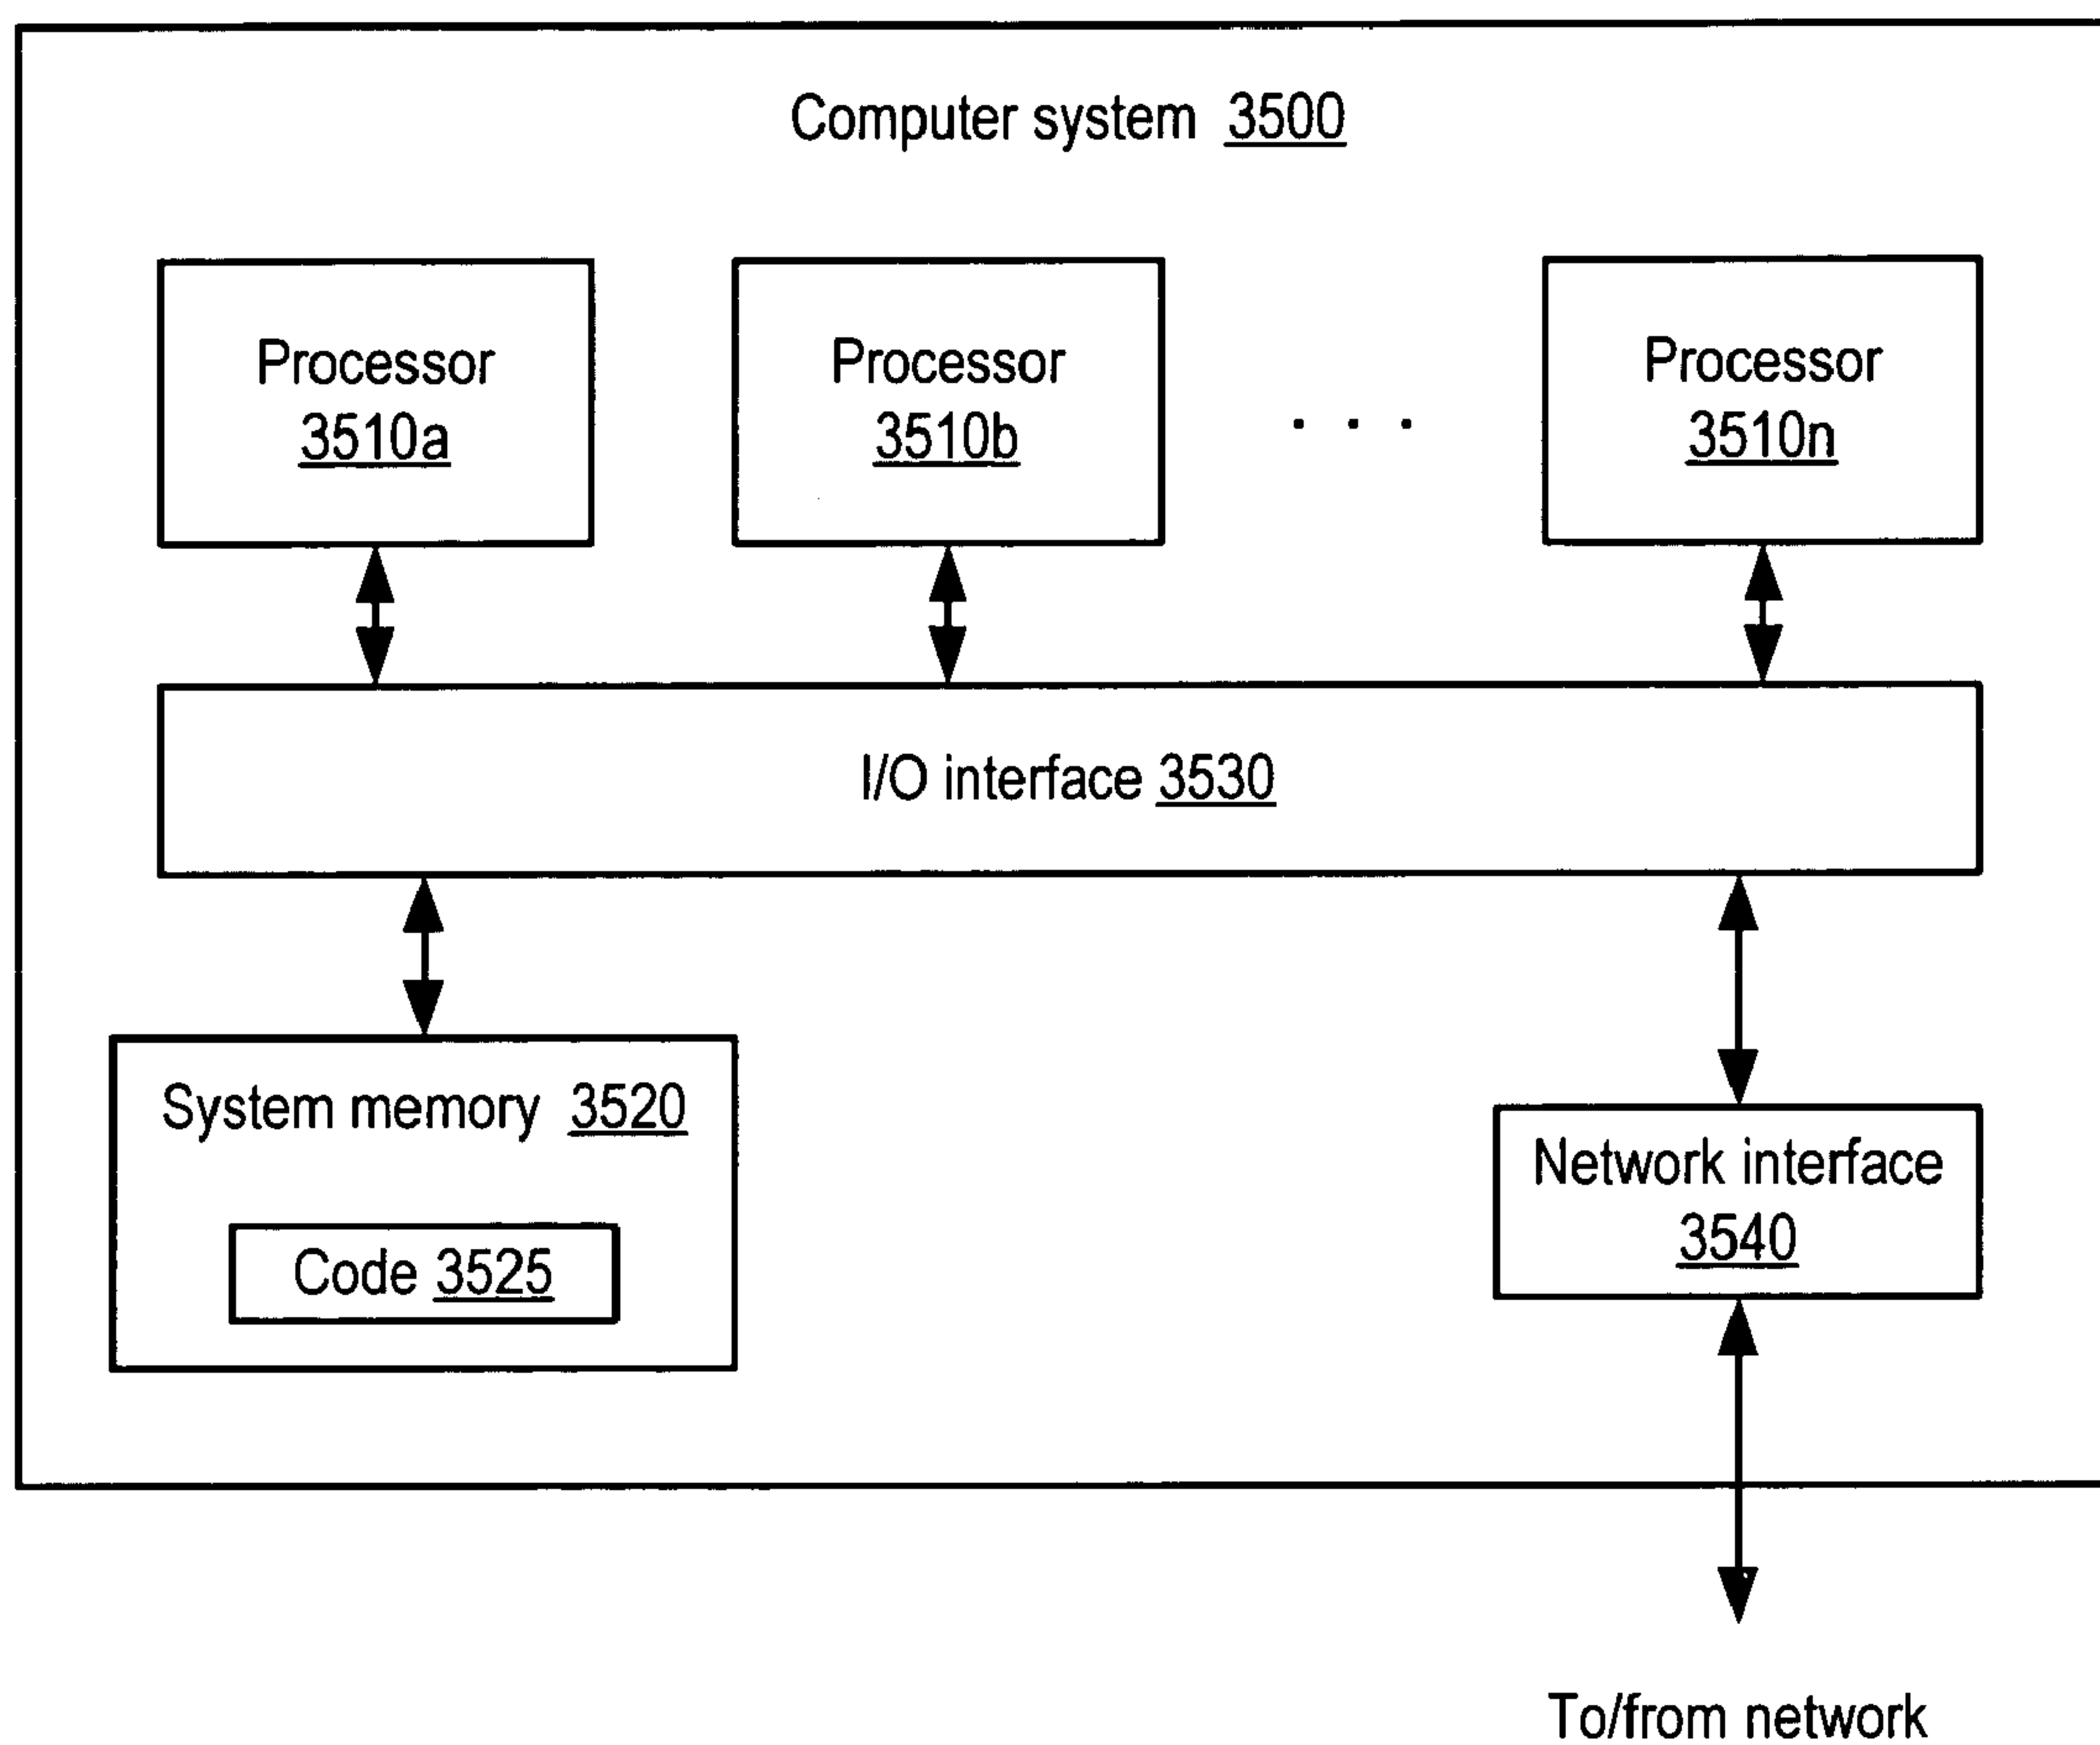 Computer system 3500
Processor
3510a
Processor
3510b
. . .
Processor
3510n
I/O interface 3530
System memory 3520
Code 3525
Network interface
3540
To/from network